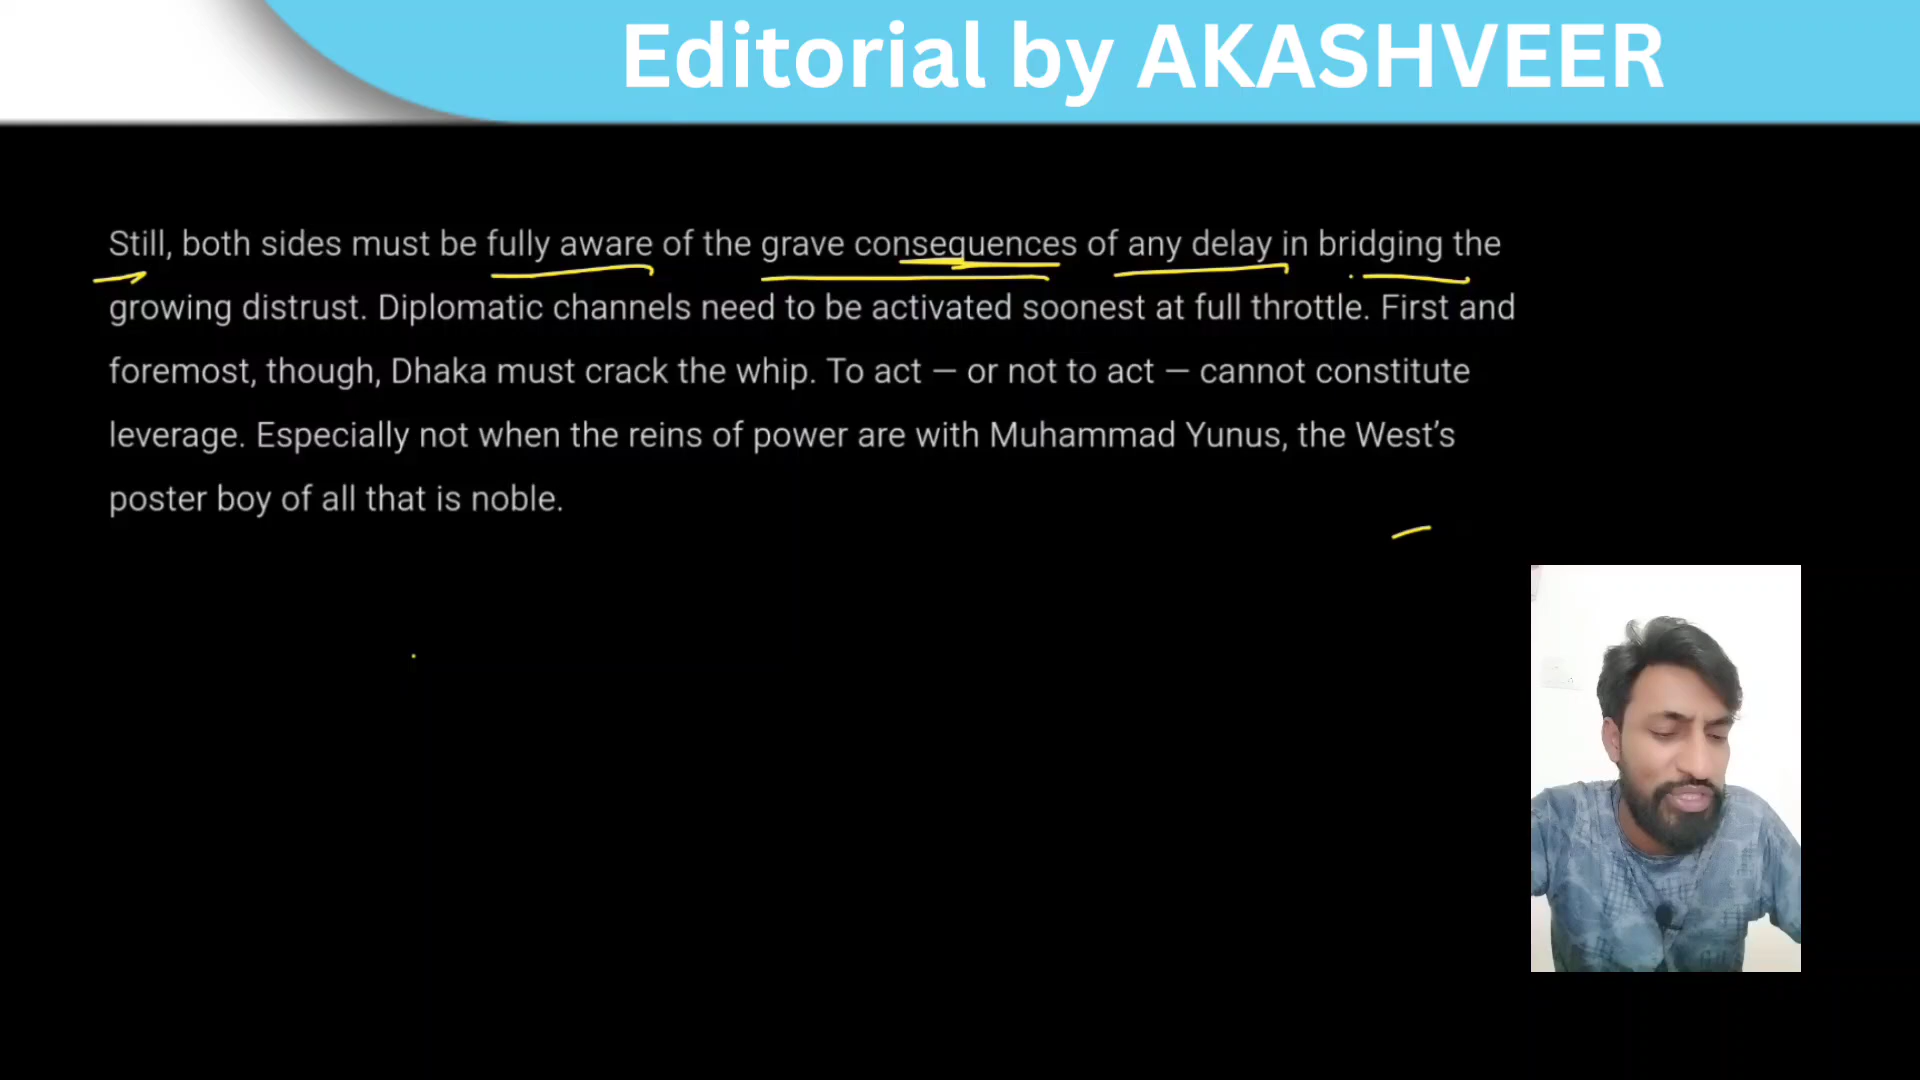 Editorial by AKASHVEER
Still, both sides must be fully aware of the grave consequences of any delay in bridging the
growing distrust. Diplomatic channels need to be activated soonest at full throttle. First and
foremost, though, Dhaka must crack the whip. To act — or not to act — cannot constitute
leverage. Especially not when the reins of power are with Muhammad Yunus, the West’s
poster boy of all that is noble.